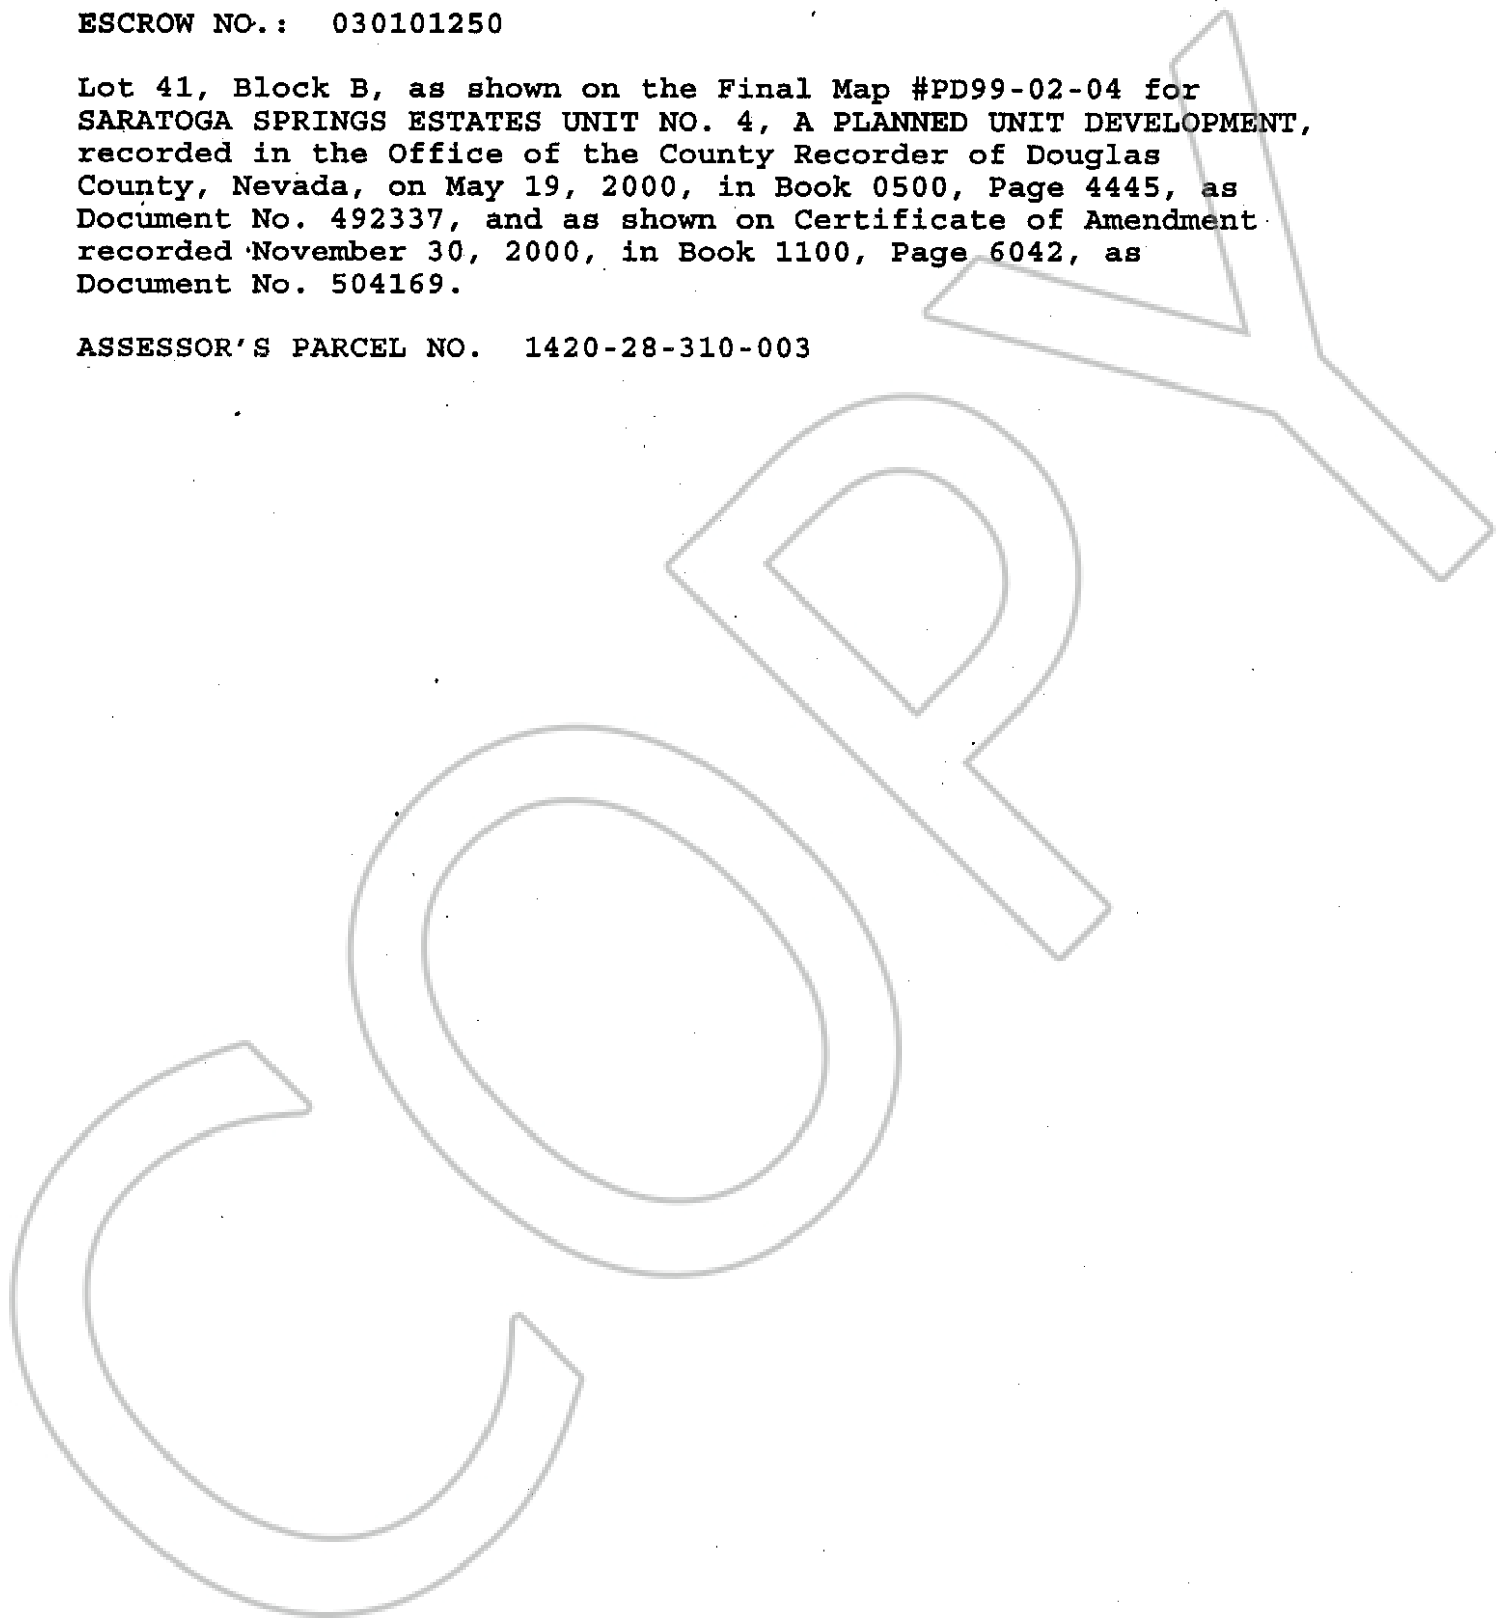 ESCROW NO.: 030101250
Lot 41, Block B, as shown on the Final Map #PD99-02-04 for
SARATOGA SPRINGS ESTATES UNIT NO. 4, A PLANNED UNIT DEVELOPMENT,
recorded in the Office of the County Recorder of Douglas
County, Nevada, on May 19, 2000, in Book 0500, Page 4445, as
Document No. 492337, and as shown on Certificate of Amendment
recorded November 30, 2000, in Book 1100, Page 6042, as
Document No. 504169.
ASSESSOR'S PARCEL NO. 1420-28-310-003
COPY